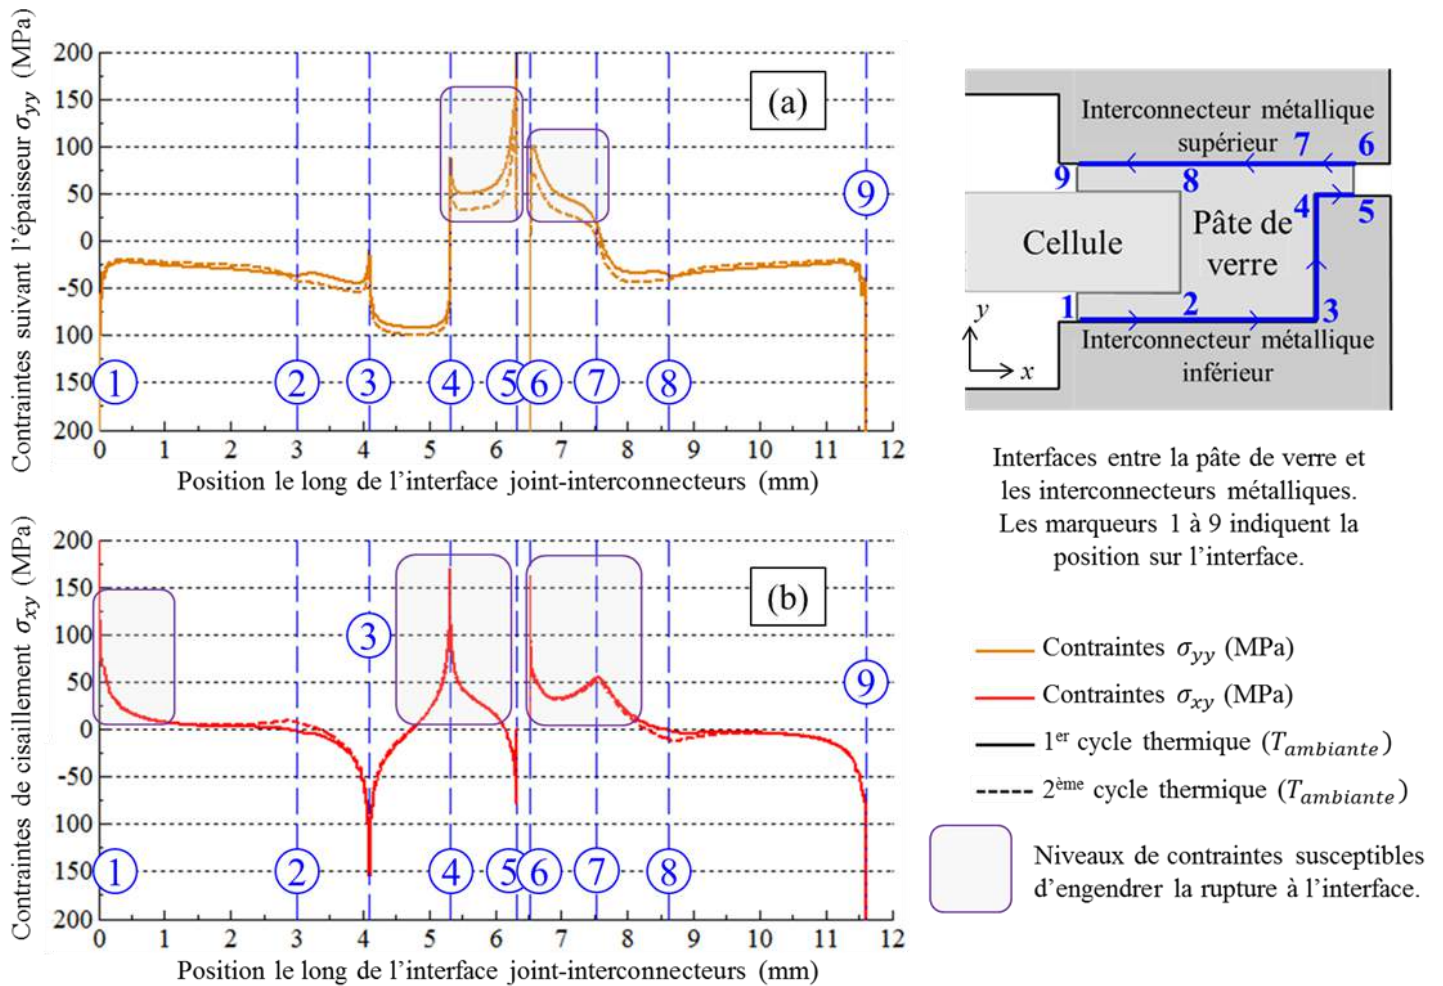 Contraintes suivant l'épaisseur σyy (MPa)
200
150
100
50
0
-50
100
150
200
(a)
1
2
3
4
5
6
7
8
9
0 1 2 3 4 5 6 7 8 9 10 11 12
Position le long de l'interface joint-interconnecteurs (mm)
Contraintes de cisaillement σxy (MPa)
200
150
100
50
0
-50
100
150
200
(b)
1
2
3
4
5
6
7
8
9
0 1 2 3 4 5 6 7 8 9 10 11 12
Position le long de l'interface joint-interconnecteurs (mm)
Interconnecteur métallique
supérieur
7
6
9
8
4
5
Cellule
Pâte de
verre
1
2
3
y
x
Interconnecteur métallique
inférieur
Interfaces entre la pâte de verre et
les interconnecteurs métalliques.
Les marqueurs 1 à 9 indiquent la
position sur l'interface.
Contraintes σyy (MPa)
Contraintes σxy (MPa)
1er cycle thermique (Tambiante)
2ème cycle thermique (Tambiante)
Niveaux de contraintes susceptibles
d'engendrer la rupture à l'interface.